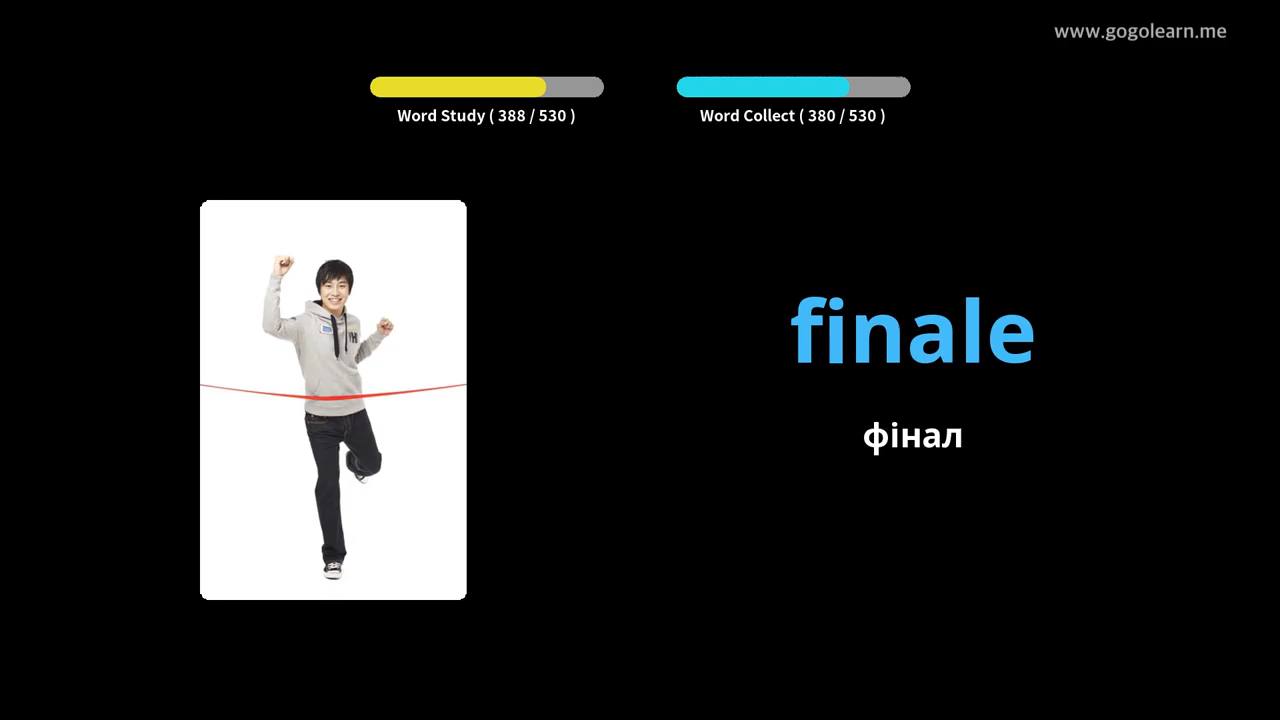 www.gogolearn.me
Word Study ( 388 / 530 )
Word Collect ( 380 / 530 )
finale
фінал